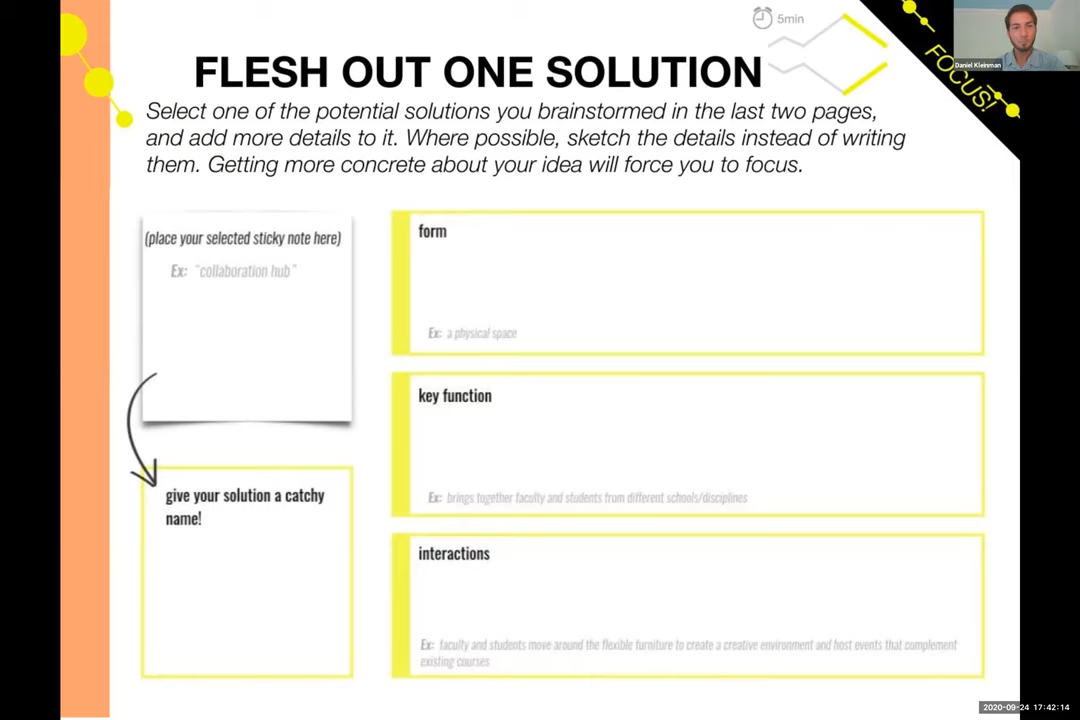 5min
FLESH OUT ONE SOLUTION
FOCUS!
Daniel Kleinman
Select one of the potential solutions you brainstormed in the last two pages,
and add more details to it. Where possible, sketch the details instead of writing
them. Getting more concrete about your idea will force you to focus.
(place your selected sticky note here)
Ex: "collaboration hub"
give your solution a catchy
name!
form
Ex: a physical space
key function
Ex: brings together faculty and students from different schools/disciplines
interactions
Ex: faculty and students move around the flexible furniture to create a creative environment and host events that complement
existing courses
2020-09-24 17:42:14